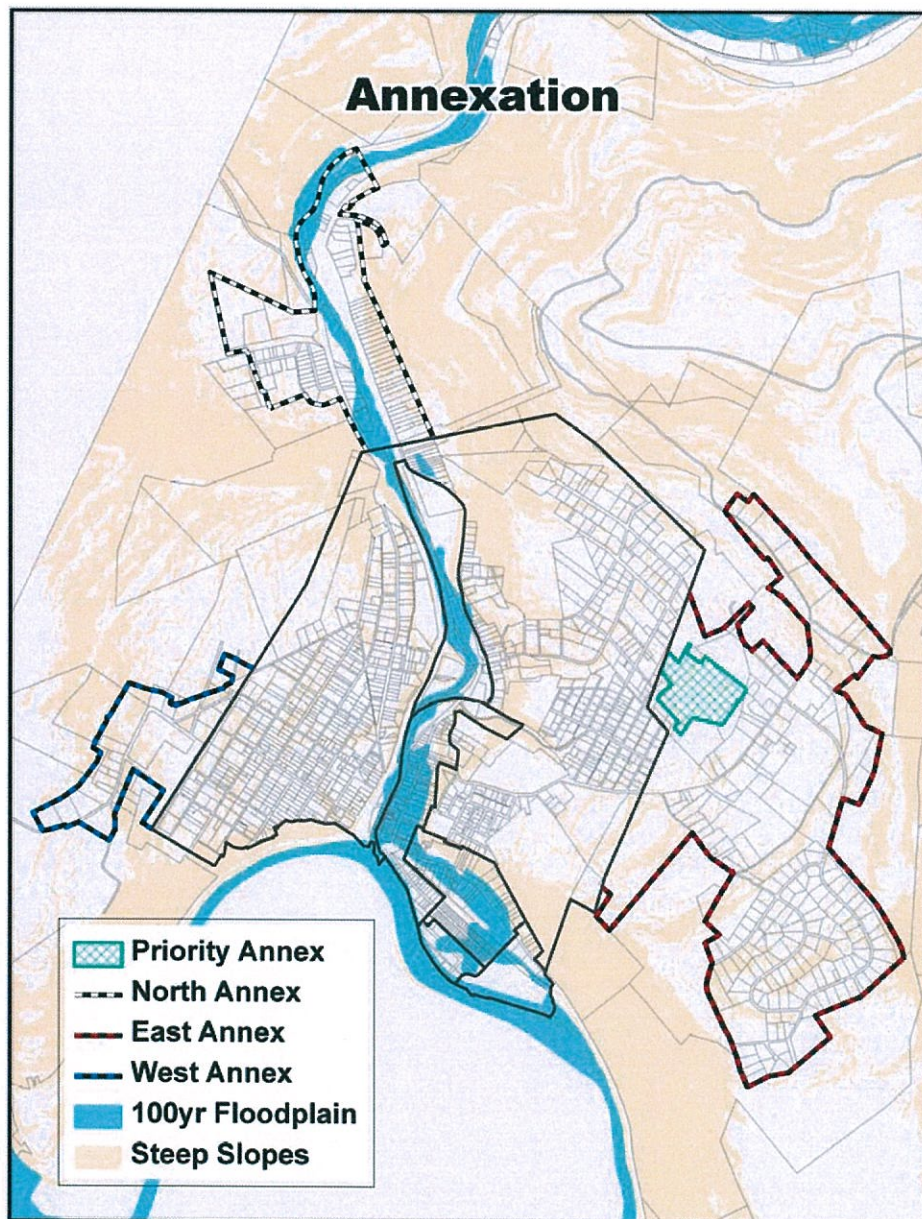 Annexation
Priority Annex
North Annex
East Annex
West Annex
100yr Floodplain
Steep Slopes